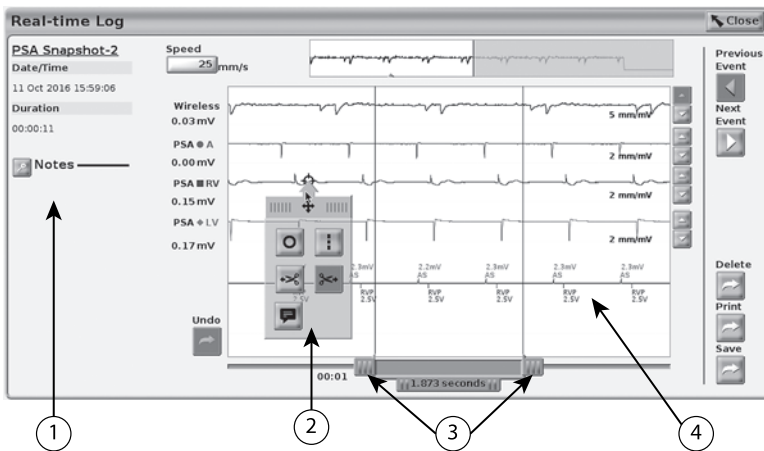 Real-time Log
Close
PSA Snapshot-2
Date/Time
11 Oct 2016 15:59:06
Duration
00:00:11
Notes
Speed
25 mm/s
Previous
Event
Next
Event
Wireless
0.03 mV
5 mm/mV
PSA A
0.00 mV
2 mm/mV
PSA RV
0.15 mV
2 mm/mV
PSA LV
0.17 mV
2 mm/mV
2.3mV 2.2mV 2.3mV 2.3mV 2.3mV
AS AS AS AS AS
RVP RVP RVP RVP
2.5V 2.5V 2.5V 2.5V 2.5V
Undo
Delete
Print
Save
00:01
1.873 seconds
1
2
3
4